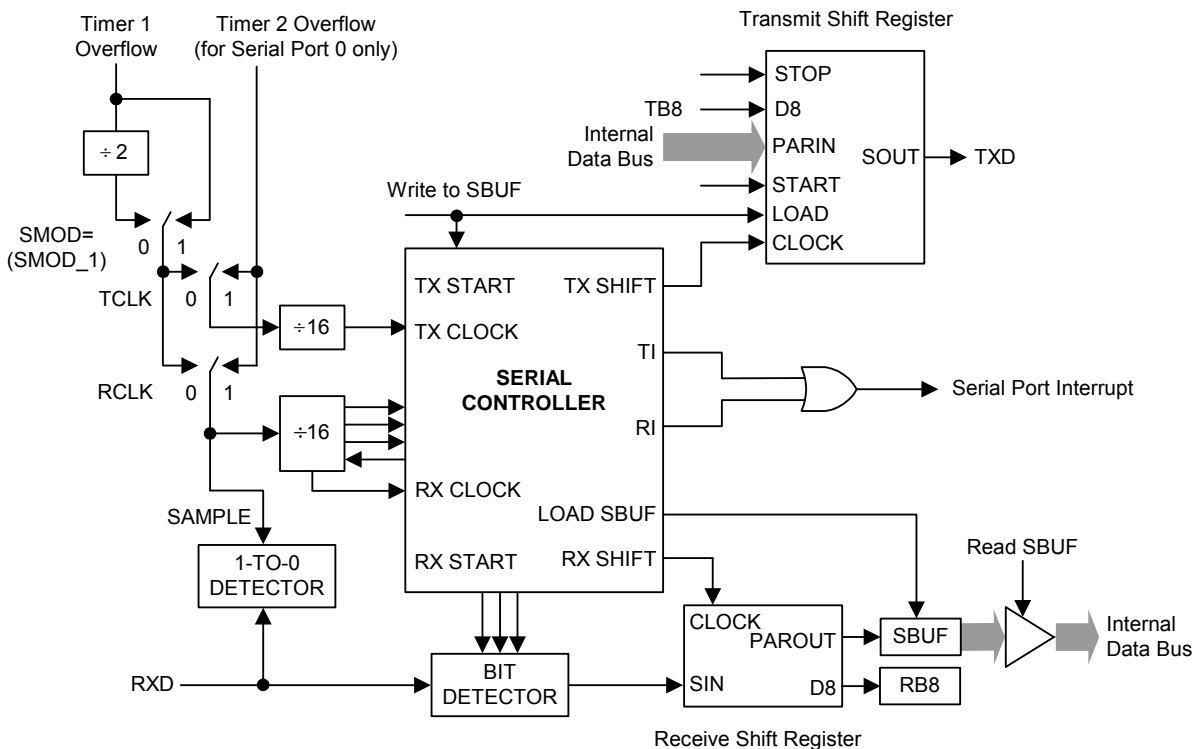 Timer 1
Overflow
Timer 2 Overflow
(for Serial Port 0 only)
Transmit Shift Register
÷ 2
STOP
TB8
D8
Internal
Data Bus
PARIN
SOUT
TXD
START
LOAD
CLOCK
Write to SBUF
SMOD=
(SMOD_1)
0
1
TCLK
0
1
÷16
TX START
TX SHIFT
TX CLOCK
TI
SERIAL
CONTROLLER
Serial Port Interrupt
RCLK
0
1
÷16
RI
RX CLOCK
LOAD SBUF
SAMPLE
1-TO-0
DETECTOR
RX START
RX SHIFT
Read SBUF
CLOCK
PAROUT
SBUF
Internal
Data Bus
RXD
BIT
DETECTOR
SIN
D8
RB8
Receive Shift Register